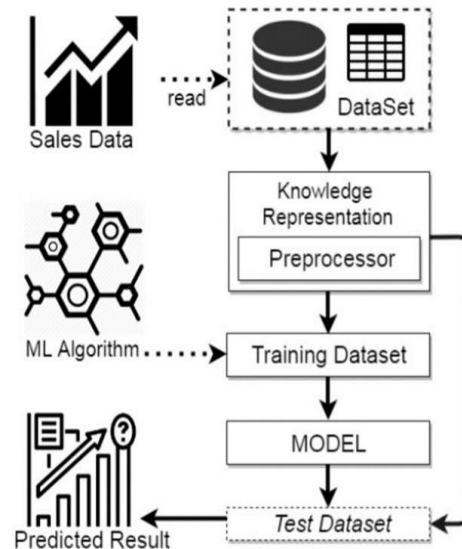 Sales Data
read
DataSet
Knowledge
Representation
Preprocessor
ML Algorithm
Training Dataset
MODEL
?
Predicted Result
Test Dataset